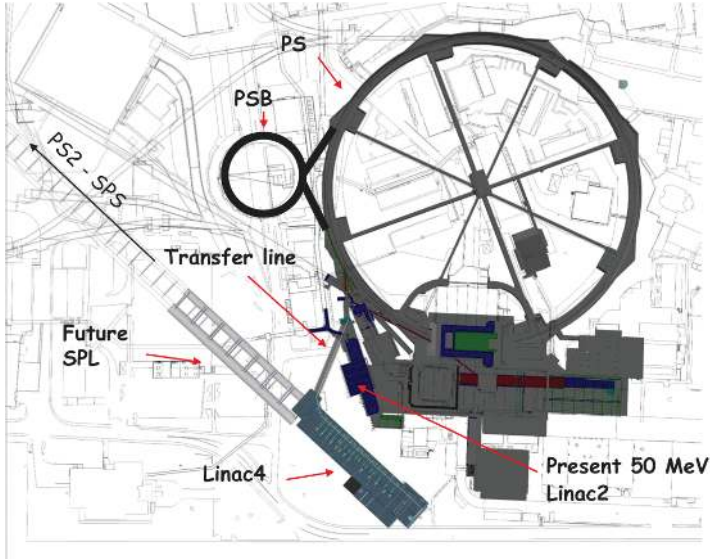 PS
PSB
PS2 - SPS
Transfer line
Future
SPL
Linac4
Present 50 MeV
Linac2